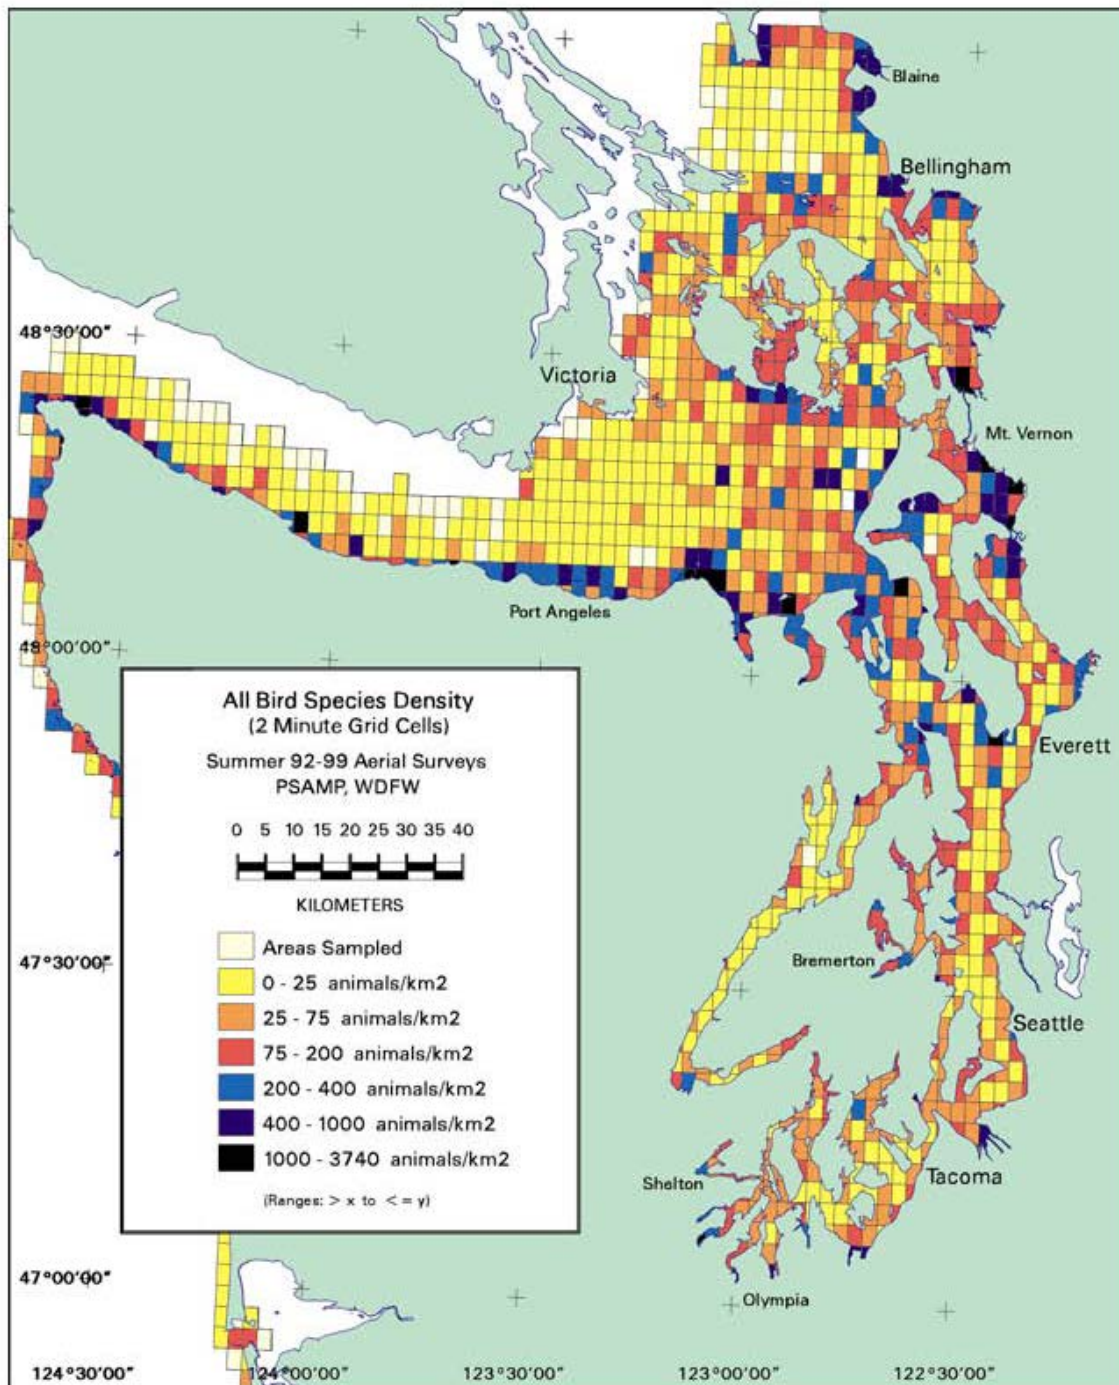 Blaine
Bellingham
48°30'00"
Victoria
Mt. Vernon
Port Angeles
48°00'00"
All Bird Species Density
(2 Minute Grid Cells)
Summer 92-99 Aerial Surveys
PSAMP, WDFW
0 5 10 15 20 25 30 35 40
KILOMETERS
Areas Sampled
0 - 25 animals/km2
25 - 75 animals/km2
75 - 200 animals/km2
200 - 400 animals/km2
400 - 1000 animals/km2
1000 - 3740 animals/km2
(Ranges: > x to < = y)
Everett
47°30'00"
Bremerton
Seattle
Shelton
Tacoma
47°00'00"
Olympia
124°30'00" 124°00'00" 123°30'00" 123°00'00" 122°30'00"